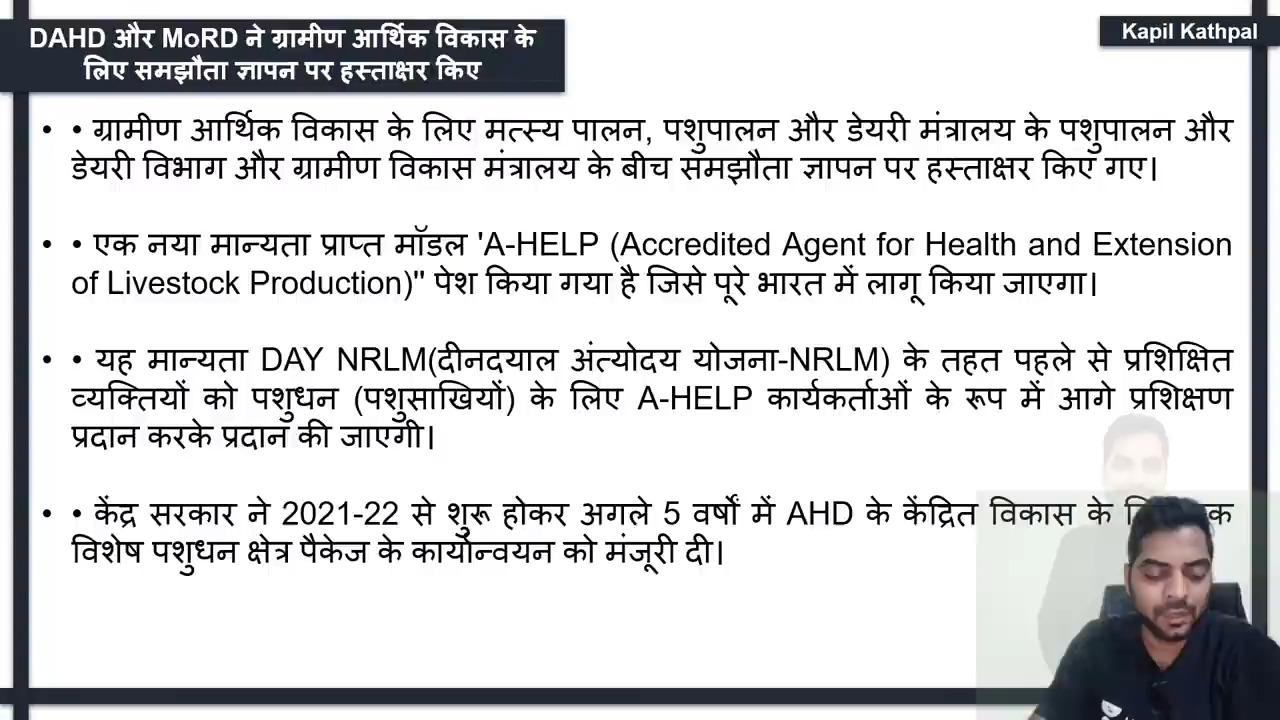 DAHD और MoRD ने ग्रामीण आर्थिक विकास के
लिए समझौता ज्ञापन पर हस्ताक्षर किए
Kapil Kathpal
• • ग्रामीण आर्थिक विकास के लिए मत्स्य पालन, पशुपालन और डेयरी मंत्रालय के पशुपालन और
डेयरी विभाग और ग्रामीण विकास मंत्रालय के बीच समझौता ज्ञापन पर हस्ताक्षर किए गए।
• • एक नया मान्यता प्राप्त मॉडल 'A-HELP (Accredited Agent for Health and Extension
of Livestock Production)" पेश किया गया है जिसे पूरे भारत में लागू किया जाएगा।
• • यह मान्यता DAY NRLM(दीनदयाल अंत्योदय योजना-NRLM) के तहत पहले से प्रशिक्षित
व्यक्तियों को पशुधन (पशुसाखियों) के लिए A-HELP कार्यकर्ताओं के रूप में आगे प्रशिक्षण
प्रदान करके प्रदान की जाएगी।
• • केंद्र सरकार ने 2021-22 से शुरू होकर अगले 5 वर्षों में AHD के केंद्रित विकास के
विशेष पशुधन क्षेत्र पैकेज के कार्यान्वयन को मंजूरी दी।